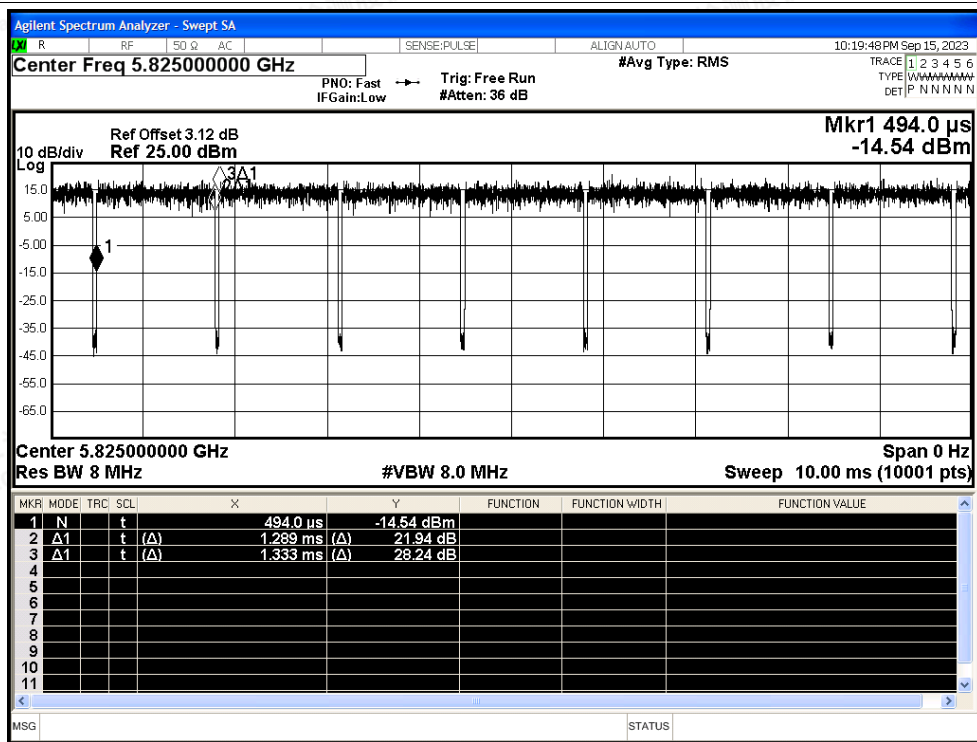 Agilent Spectrum Analyzer - Swept SA
LXI R RF 50 Ω AC SENSE:PULSE ALIGN AUTO 10:19:48 PM Sep 15, 2023
Center Freq 5.825000000 GHz
PNO: Fast
IFGain:Low
Trig: Free Run
#Atten: 36 dB
#Avg Type: RMS
TRACE 1 2 3 4 5 6
TYPE
DET P N N N N N
Ref Offset 3.12 dB
10 dB/div Ref 25.00 dBm
Mkr1 494.0 µs
-14.54 dBm
Log
3Δ1
15.0
5.00
1
-5.00
-15.0
-25.0
-35.0
-45.0
-55.0
-65.0
Center 5.825000000 GHz Span 0 Hz
Res BW 8 MHz #VBW 8.0 MHz Sweep 10.00 ms (10001 pts)
MKR MODE TRC SCL X Y FUNCTION FUNCTION WIDTH FUNCTION VALUE
1 N t 494.0 µs -14.54 dBm
2 Δ1 t (Δ) 1.289 ms (Δ) 21.94 dB
3 Δ1 t (Δ) 1.333 ms (Δ) 28.24 dB
4
5
6
7
8
9
10
11
MSG STATUS